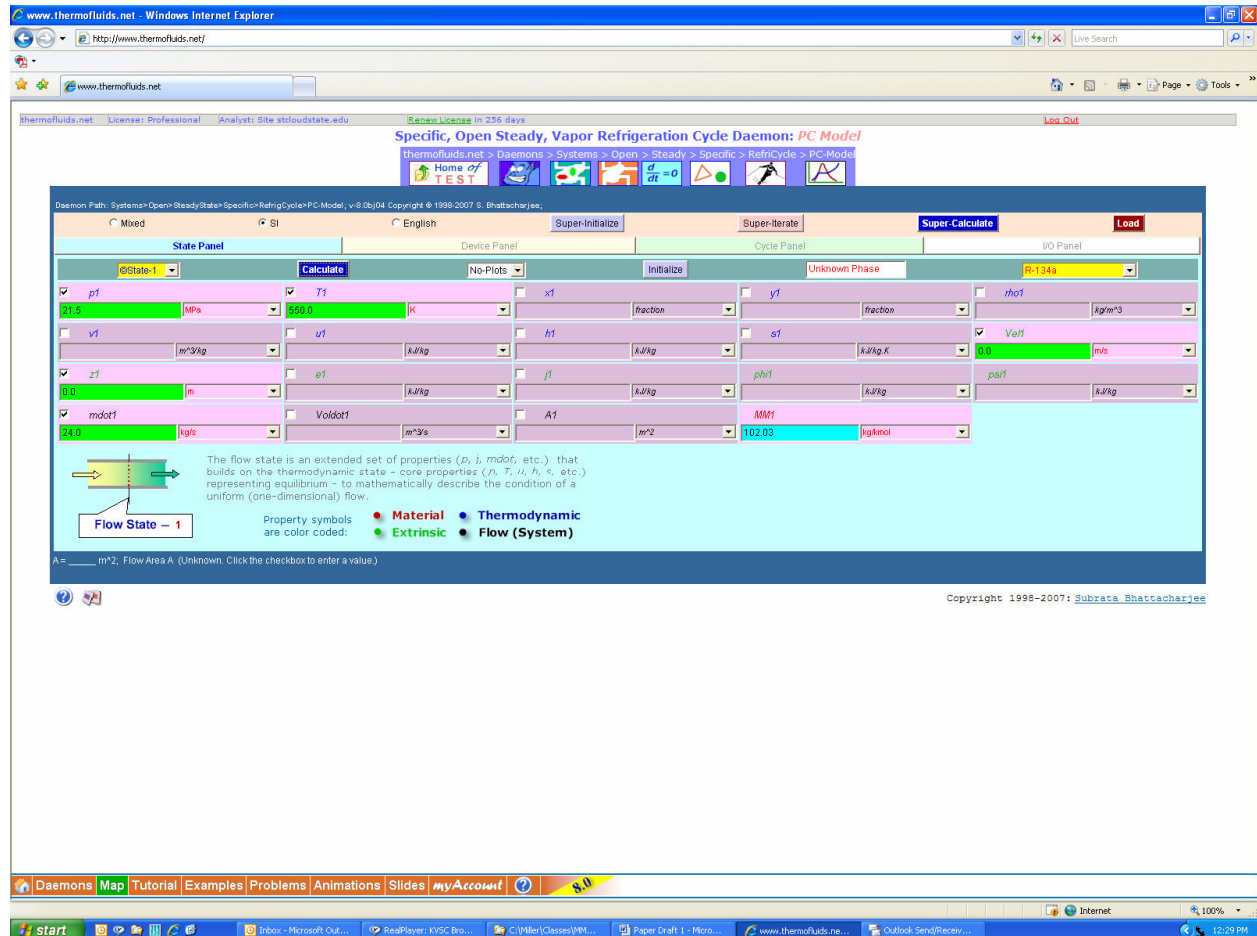 www.thermofluids.net - Windows Internet Explorer
http://www.thermofluids.net/
Live Search
www.thermofluids.net
Page Tools »
thermofluids.net License: Professional Analyst: Site stcloudstate.edu Renew License in 256 days Log Out
Specific, Open Steady, Vapor Refrigeration Cycle Daemon: PC Model
thermofluids.net > Daemons > Systems > Open > Steady > Specific > RefriCycle > PC-Model
Home of TEST d/dt =0
Daemon Path: Systems>Open>SteadyState>Specific>RefrigCycle>PC-Model; v-8.0bj04 Copyright © 1998-2007 S. Bhattacharjee;
Mixed SI English Super-Initialize Super-Iterate Super-Calculate Load
State Panel Device Panel Cycle Panel I/O Panel
©State-1 Calculate No-Plots Initialize Unknown Phase R-134a
p1 T1 x1 y1 rho1
21.5 MPa 550.0 K fraction fraction kg/m^3
v1 u1 h1 s1 Vel1
m^3/kg kJ/kg kJ/kg kJ/kg.K 0.0 m/s
z1 e1 j1 phi1 psi1
0.0 m kJ/kg kJ/kg kJ/kg kJ/kg
mdot1 Voldot1 A1 MM1
24.0 kg/s m^3/s m^2 102.03 kg/kmol
The flow state is an extended set of properties (p, j, mdot, etc.) that
builds on the thermodynamic state - core properties (p, T, u, h, s, etc.)
representing equilibrium - to mathematically describe the condition of a
uniform (one-dimensional) flow.
Flow State – 1
Property symbols
are color coded:
Material Thermodynamic
Extrinsic Flow (System)
A = _____ m^2; Flow Area A (Unknown. Click the checkbox to enter a value.)
Copyright 1998-2007: Subrata Bhattacharjee
Daemons Map Tutorial Examples Problems Animations Slides myAccount ? 8.0
Internet 100%
start Inbox - Microsoft Out... RealPlayer: KVSC Bro... C:\Miller\Classes\MM... Paper Draft 1 - Micro... www.thermofluids.ne... Outlook Send/Receiv... 12:29 PM